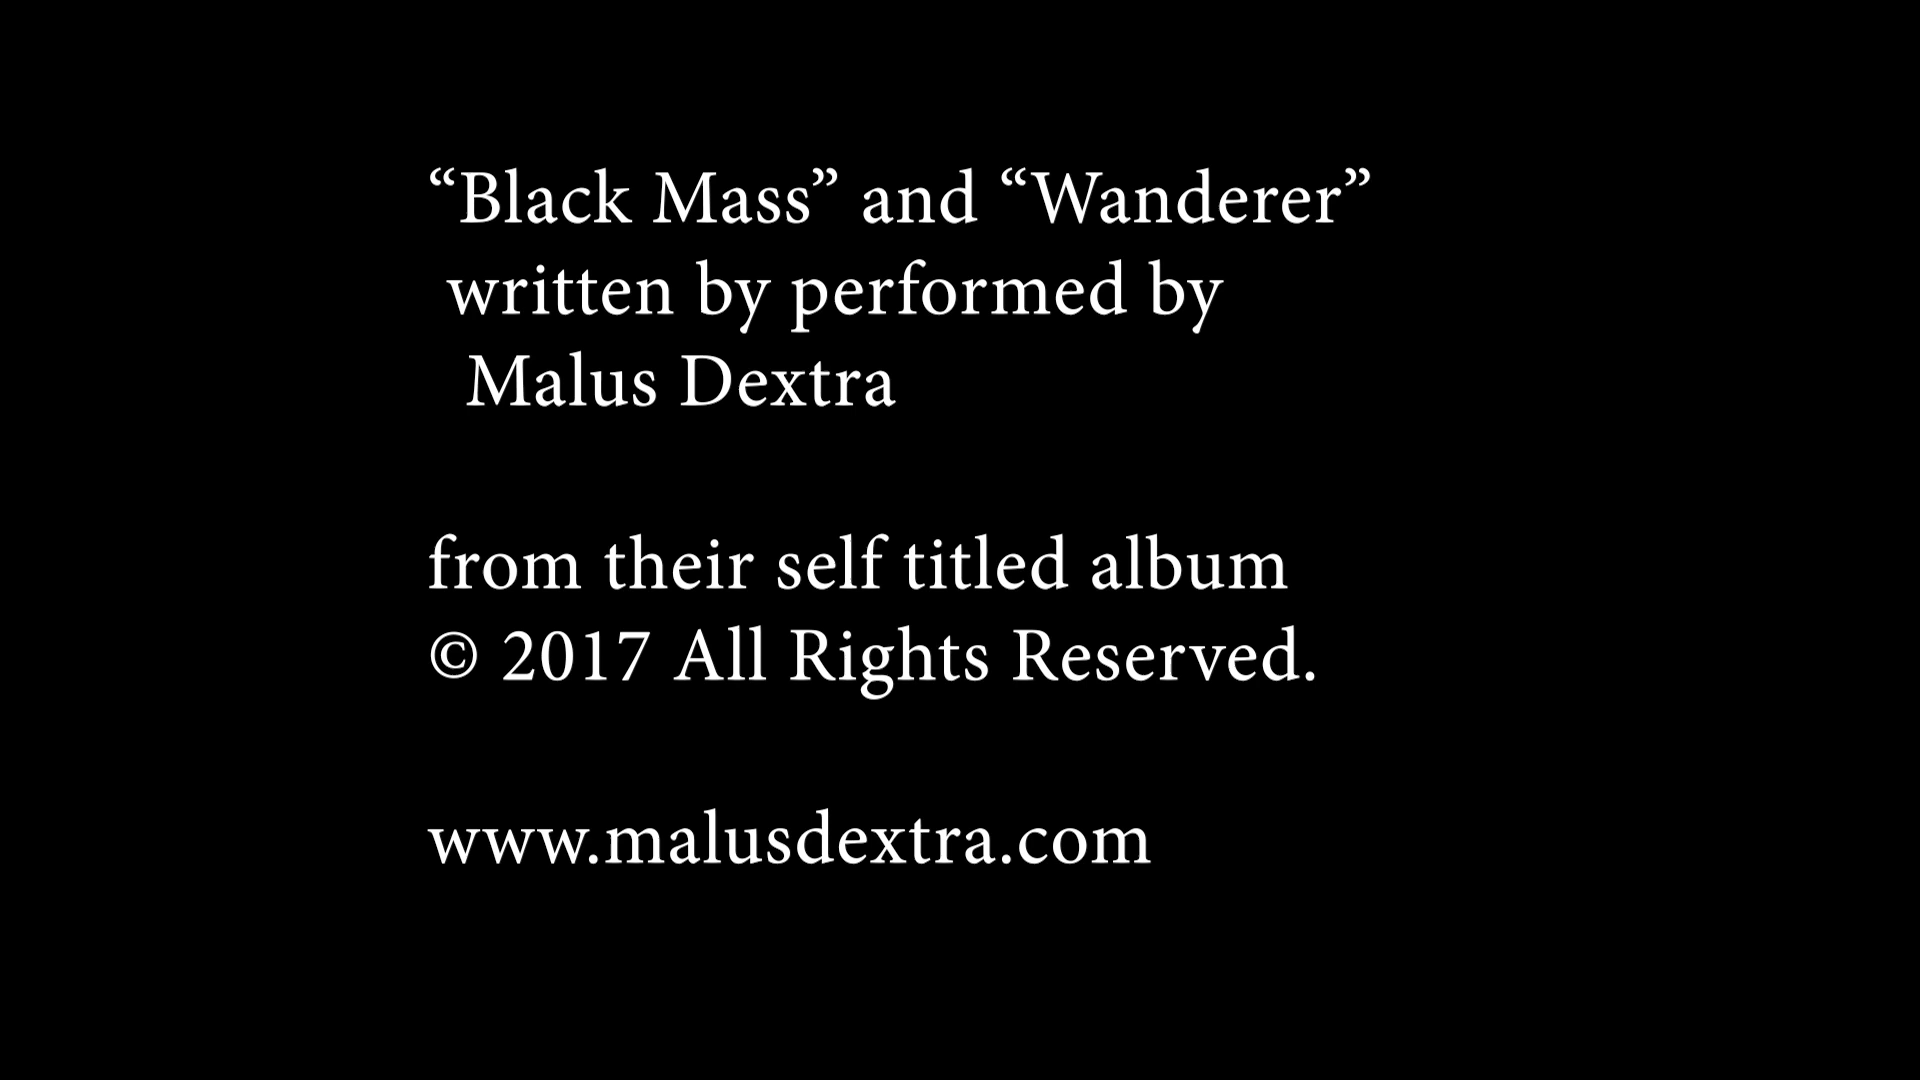 “Black Mass” and “Wanderer”
written by performed by
Malus Dextra
from their self titled album
© 2017 All Rights Reserved.
www.malusdextra.com